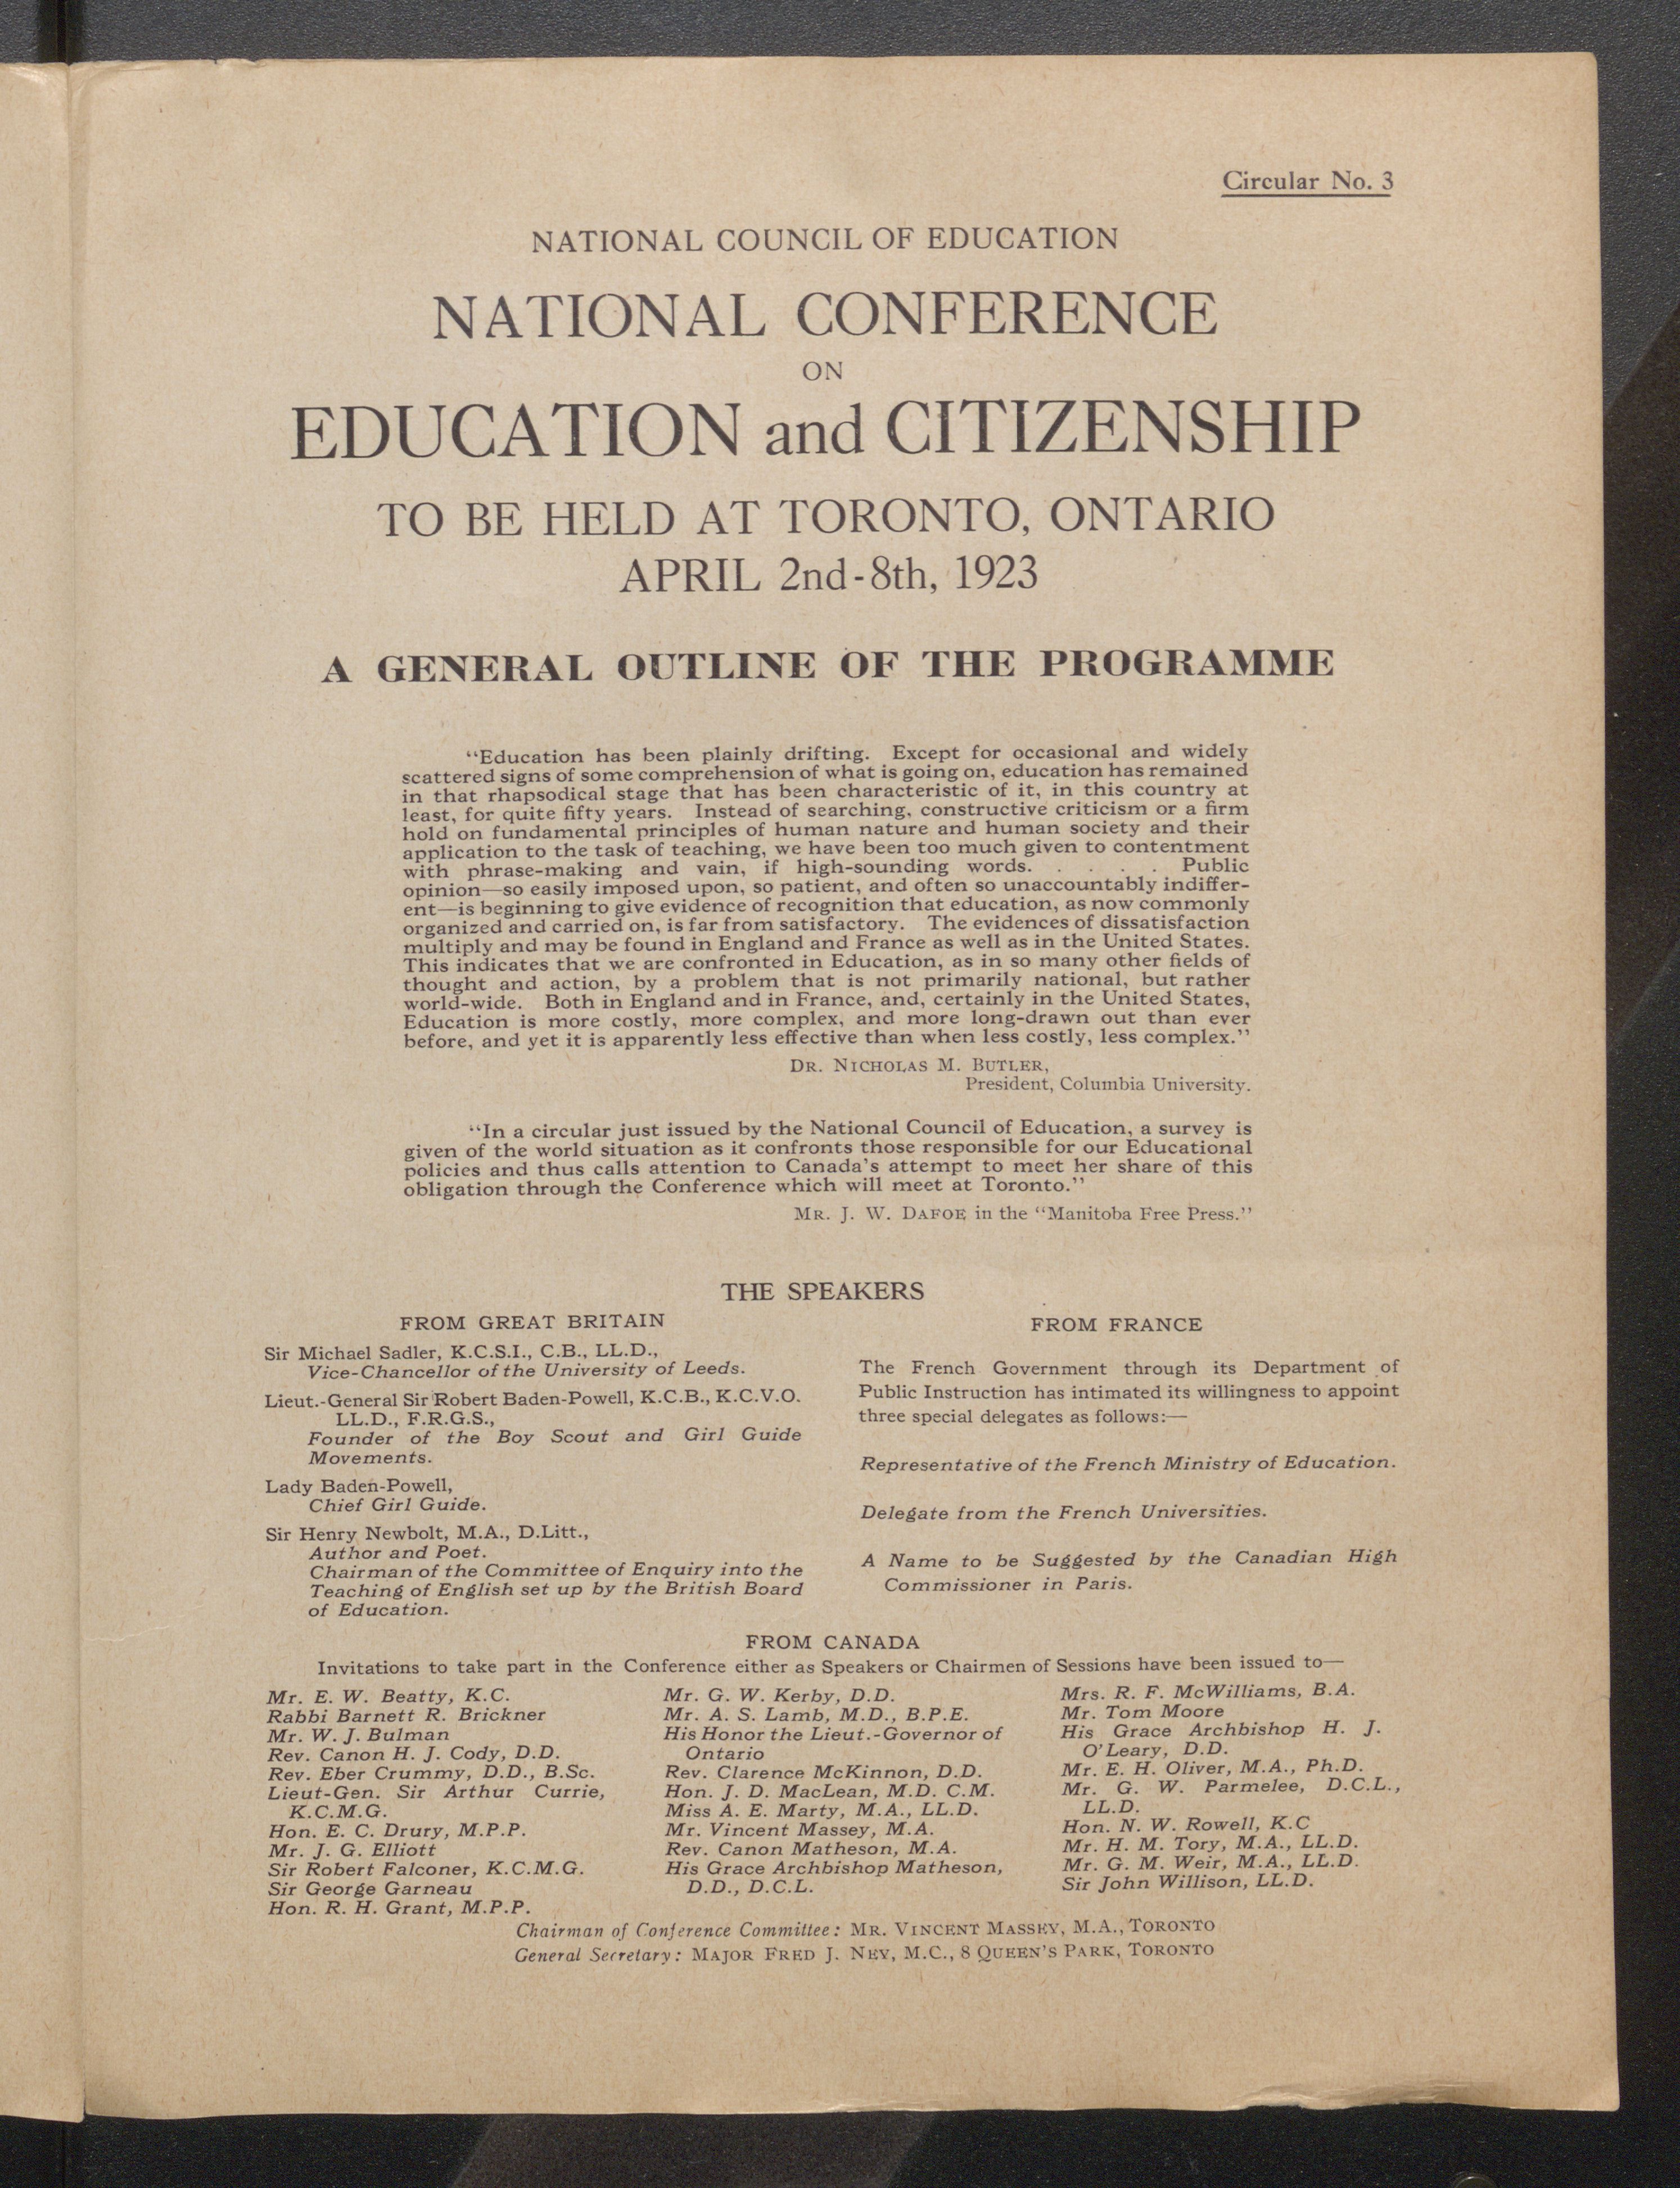 Circular No. 3
NATIONAL COUNCIL OF EDUCATION
NATIONAL CONFERENCE
ON
EDUCATION and CITIZENSHIP
TO BE HELD AT TORONTO, ONTARIO
APRIL 2nd-8th, 1923
A GENERAL OUTLINE OF THE PROGRAMME
"Education has been plainly drifting. Except for occasional and widely
scattered signs of some comprehension of what is going on, education has remained
in that rhapsodical stage that has been characteristic of it, in this country at
least, for quite fifty years. Instead of searching, constructive criticism or a firm
hold on fundamental principles of human nature and human society and their
application to the task of teaching, we have been too much given to contentment
with phrase-making and vain, if high-sounding words. . . . . Public
opinion—so easily imposed upon, so patient, and often so unaccountably indiffer-
ent—is beginning to give evidence of recognition that education, as now commonly
organized and carried on, is far from satisfactory. The evidences of dissatisfaction
multiply and may be found in England and France as well as in the United States.
This indicates that we are confronted in Education, as in so many other fields of
thought and action, by a problem that is not primarily national, but rather
world-wide. Both in England and in France, and, certainly in the United States,
Education is more costly, more complex, and more long-drawn out than ever
before, and yet it is apparently less effective than when less costly, less complex."
DR. NICHOLAS M. BUTLER,
President, Columbia University.
"In a circular just issued by the National Council of Education, a survey is
given of the world situation as it confronts those responsible for our Educational
policies and thus calls attention to Canada's attempt to meet her share of this
obligation through the Conference which will meet at Toronto."
MR. J. W. DAFOE in the "Manitoba Free Press."
THE SPEAKERS
FROM GREAT BRITAIN
Sir Michael Sadler, K.C.S.I., C.B., LL.D.,
Vice-Chancellor of the University of Leeds.
Lieut.-General Sir Robert Baden-Powell, K.C.B., K.C.V.O.
LL.D., F.R.G.S.,
Founder of the Boy Scout and Girl Guide
Movements.
Lady Baden-Powell,
Chief Girl Guide.
Sir Henry Newbolt, M.A., D.Litt.,
Author and Poet.
Chairman of the Committee of Enquiry into the
Teaching of English set up by the British Board
of Education.
FROM FRANCE
The French Government through its Department of
Public Instruction has intimated its willingness to appoint
three special delegates as follows:—
Representative of the French Ministry of Education.
Delegate from the French Universities.
A Name to be Suggested by the Canadian High
Commissioner in Paris.
FROM CANADA
Invitations to take part in the Conference either as Speakers or Chairmen of Sessions have been issued to—
Mr. E. W. Beatty, K.C.
Rabbi Barnett R. Brickner
Mr. W. J. Bulman
Rev. Canon H. J. Cody, D.D.
Rev. Eber Crummy, D.D., B.Sc.
Lieut-Gen. Sir Arthur Currie,
K.C.M.G.
Hon. E. C. Drury, M.P.P.
Mr. J. G. Elliott
Sir Robert Falconer, K.C.M.G.
Sir George Garneau
Hon. R. H. Grant, M.P.P.
Mr. G. W. Kerby, D.D.
Mr. A. S. Lamb, M.D., B.P.E.
His Honor the Lieut.-Governor of
Ontario
Rev. Clarence McKinnon, D.D.
Hon. J. D. MacLean, M.D. C.M.
Miss A. E. Marty, M.A., LL.D.
Mr. Vincent Massey, M.A.
Rev. Canon Matheson, M.A.
His Grace Archbishop Matheson,
D.D., D.C.L.
Mrs. R. F. McWilliams, B.A.
Mr. Tom Moore
His Grace Archbishop H. J.
O'Leary, D.D.
Mr. E. H. Oliver, M.A., Ph.D.
Mr. G. W. Parmelee, D.C.L.,
LL.D.
Hon. N. W. Rowell, K.C
Mr. H. M. Tory, M.A., LL.D.
Mr. G. M. Weir, M.A., LL.D.
Sir John Willison, LL.D.
Chairman of Conference Committee: MR. VINCENT MASSEY, M.A., TORONTO
General Secretary: MAJOR FRED J. NEY, M.C., 8 QUEEN'S PARK, TORONTO